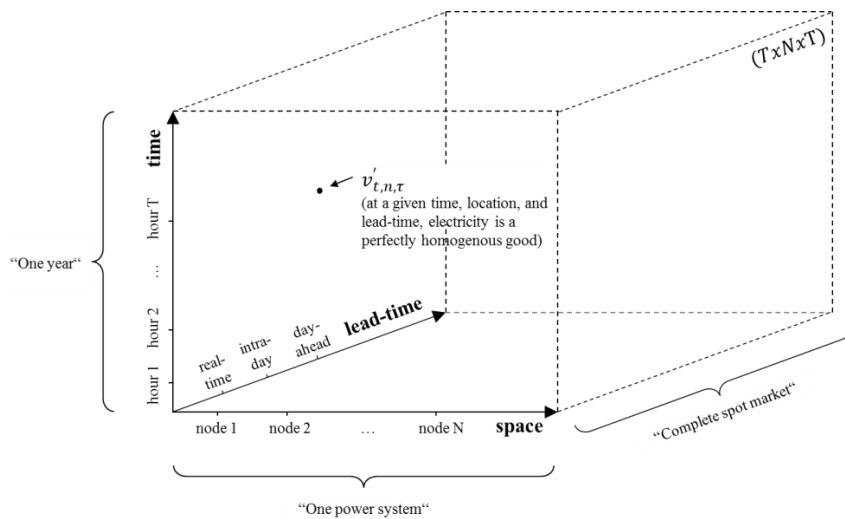 (TxNxT)
time
v′t,n,τ
(at a given time, location, and
lead-time, electricity is a
perfectly homogenous good)
hour T
...
hour 2
hour 1
“One year“
lead-time
real-
time
intra-
day
day-
ahead
node 1
node 2
...
node N
space
“Complete spot market“
“One power system“